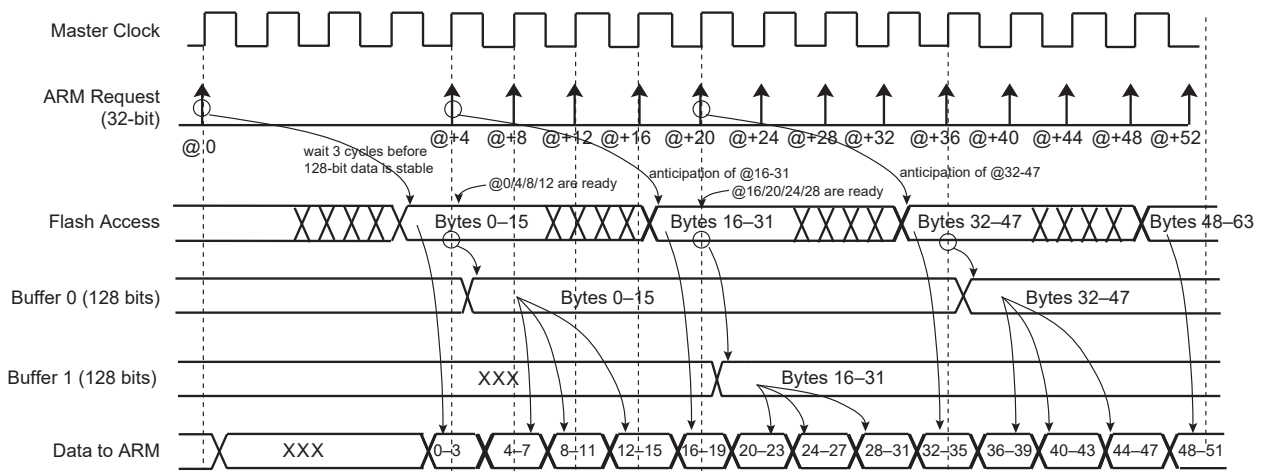 Master Clock
ARM Request
(32-bit)
@ 0
@+4
@+8
@+12
@+16
@+20
@+24
@+28
@+32
@+36
@+40
@+44
@+48
@+52
wait 3 cycles before
128-bit data is stable
@0/4/8/12 are ready
anticipation of @16-31
@16/20/24/28 are ready
anticipation of @32-47
Flash Access
Bytes 0–15
Bytes 16–31
Bytes 32–47
Bytes 48–63
Buffer 0 (128 bits)
Bytes 0–15
Bytes 32–47
Buffer 1 (128 bits)
XXX
Bytes 16–31
Data to ARM
XXX
0–3
4–7
8–11
12–15
16–19
20–23
24–27
28–31
32–35
36–39
40–43
44–47
48–51